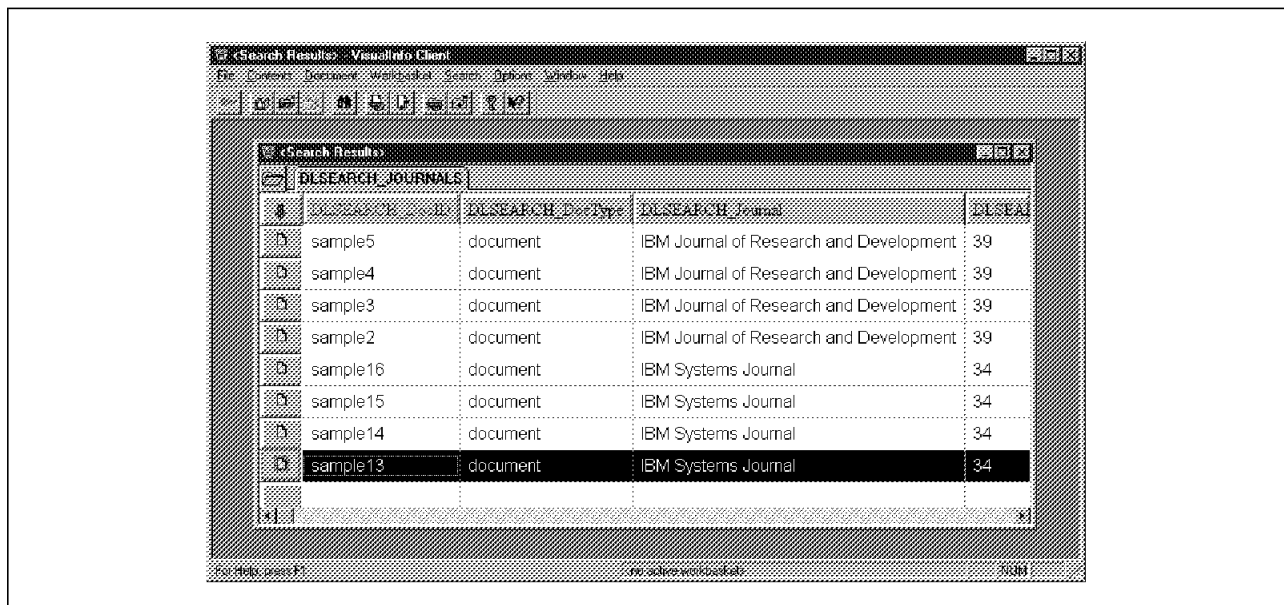 <Search Results> - VisualInfo Client
File Contents Document Workbasket Search Options Window Help
<Search Results>
DLSEARCH_JOURNALS
DLSEARCH_DocType DLSEARCH_Journal DLSEA
sample5 document IBM Journal of Research and Development 39
sample4 document IBM Journal of Research and Development 39
sample3 document IBM Journal of Research and Development 39
sample2 document IBM Journal of Research and Development 39
sample16 document IBM Systems Journal 34
sample15 document IBM Systems Journal 34
sample14 document IBM Systems Journal 34
sample13 document IBM Systems Journal 34
For Help, press F1 no active workbaskets NUM